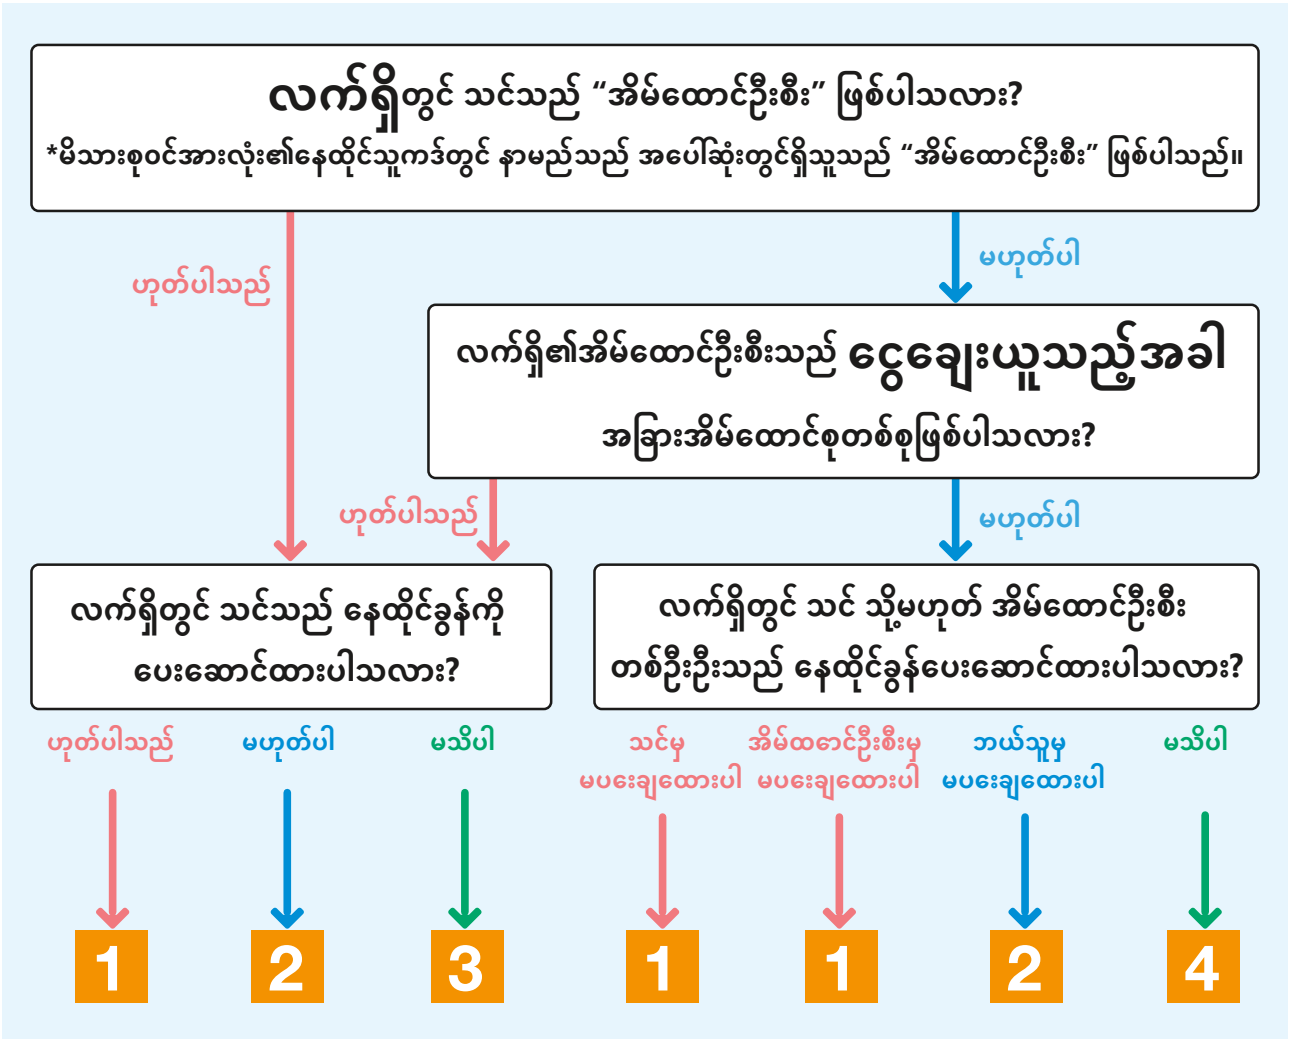 လက်ရှိတွင် သင်သည် “အိမ်ထောင်ဦးစီး” ဖြစ်ပါသလား?
*မိသားစုဝင်အားလုံး၏နေထိုင်သူကဒ်တွင် နာမည်သည် အပေါ်ဆုံးတွင်ရှိသူသည် “အိမ်ထောင်ဦးစီး” ဖြစ်ပါသည်။
မဟုတ်ပါ
ဟုတ်ပါသည်
လက်ရှိ၏အိမ်ထောင်ဦးစီးသည် ငွေချေးယူသည့်အခါ
အခြားအိမ်ထောင်စုတစ်စုဖြစ်ပါသလား?
ဟုတ်ပါသည်
မဟုတ်ပါ
လက်ရှိတွင် သင်သည် နေထိုင်ခွန်ကို
ပေးဆောင်ထားပါသလား?
လက်ရှိတွင် သင် သို့မဟုတ် အိမ်ထောင်ဦးစီး
တစ်ဦးဦးသည် နေထိုင်ခွန်ပေးဆောင်ထားပါသလား?
ဟုတ်ပါသည်
မဟုတ်ပါ
မသိပါ
သင်မှ
မပေးချေထားပါ
အိမ်ထောင်ဦးစီးမှ
မပေးချေထားပါ
ဘယ်သူမှ
မပေးချေထားပါ
မသိပါ
1
2
3
1
1
2
4